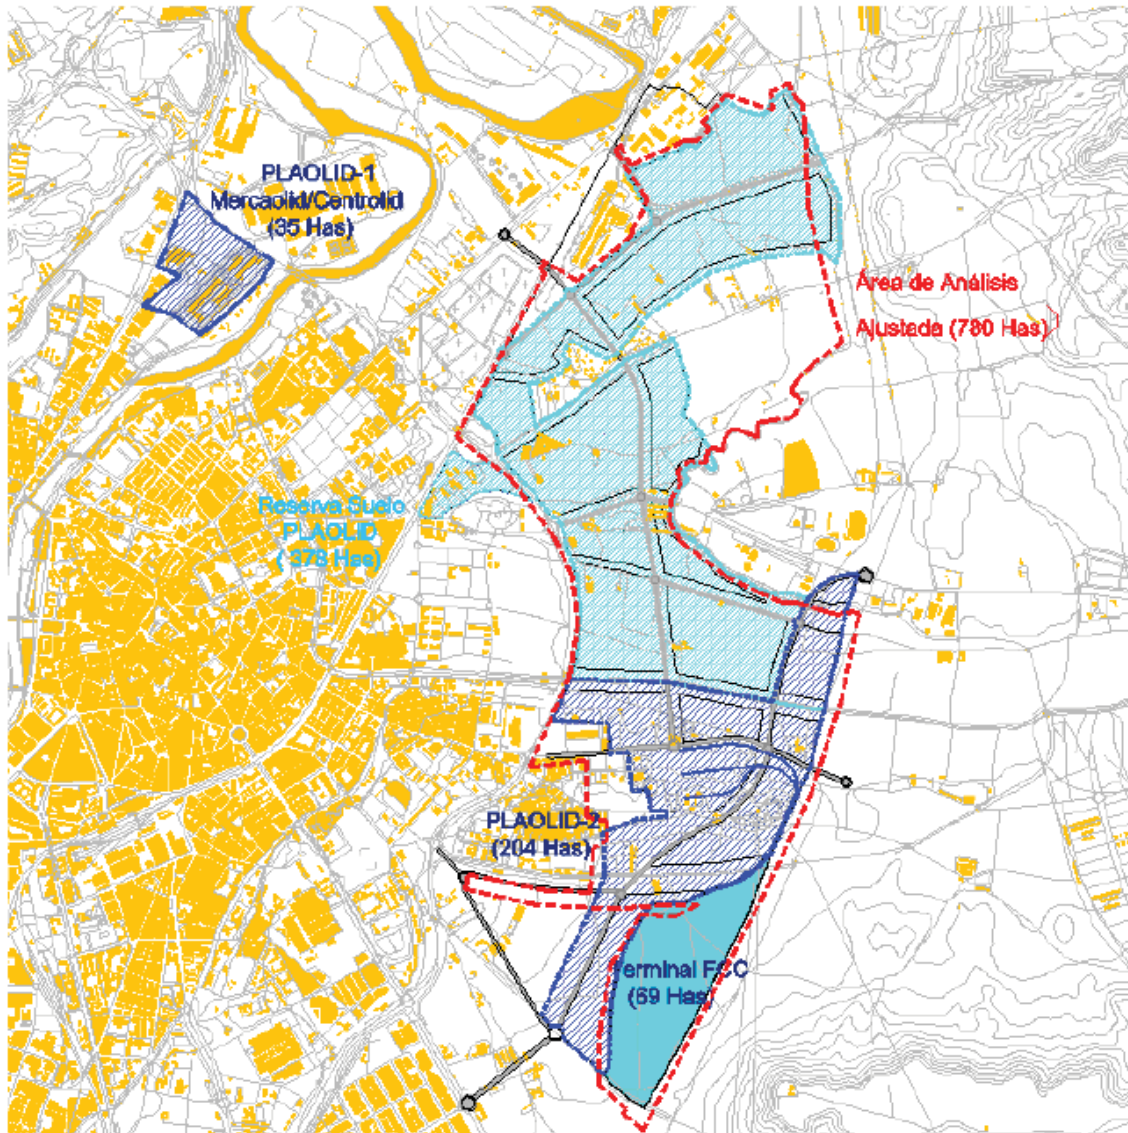 PLAOLID-1
Mercaolid/Centrolid
(35 Has)
Área de Análisis
Ajustada (780 Has)
Reserva Suelo
PLAOLID
( 378 Has)
PLAOLID-2
(204 Has)
Terminal FCC
(69 Has)